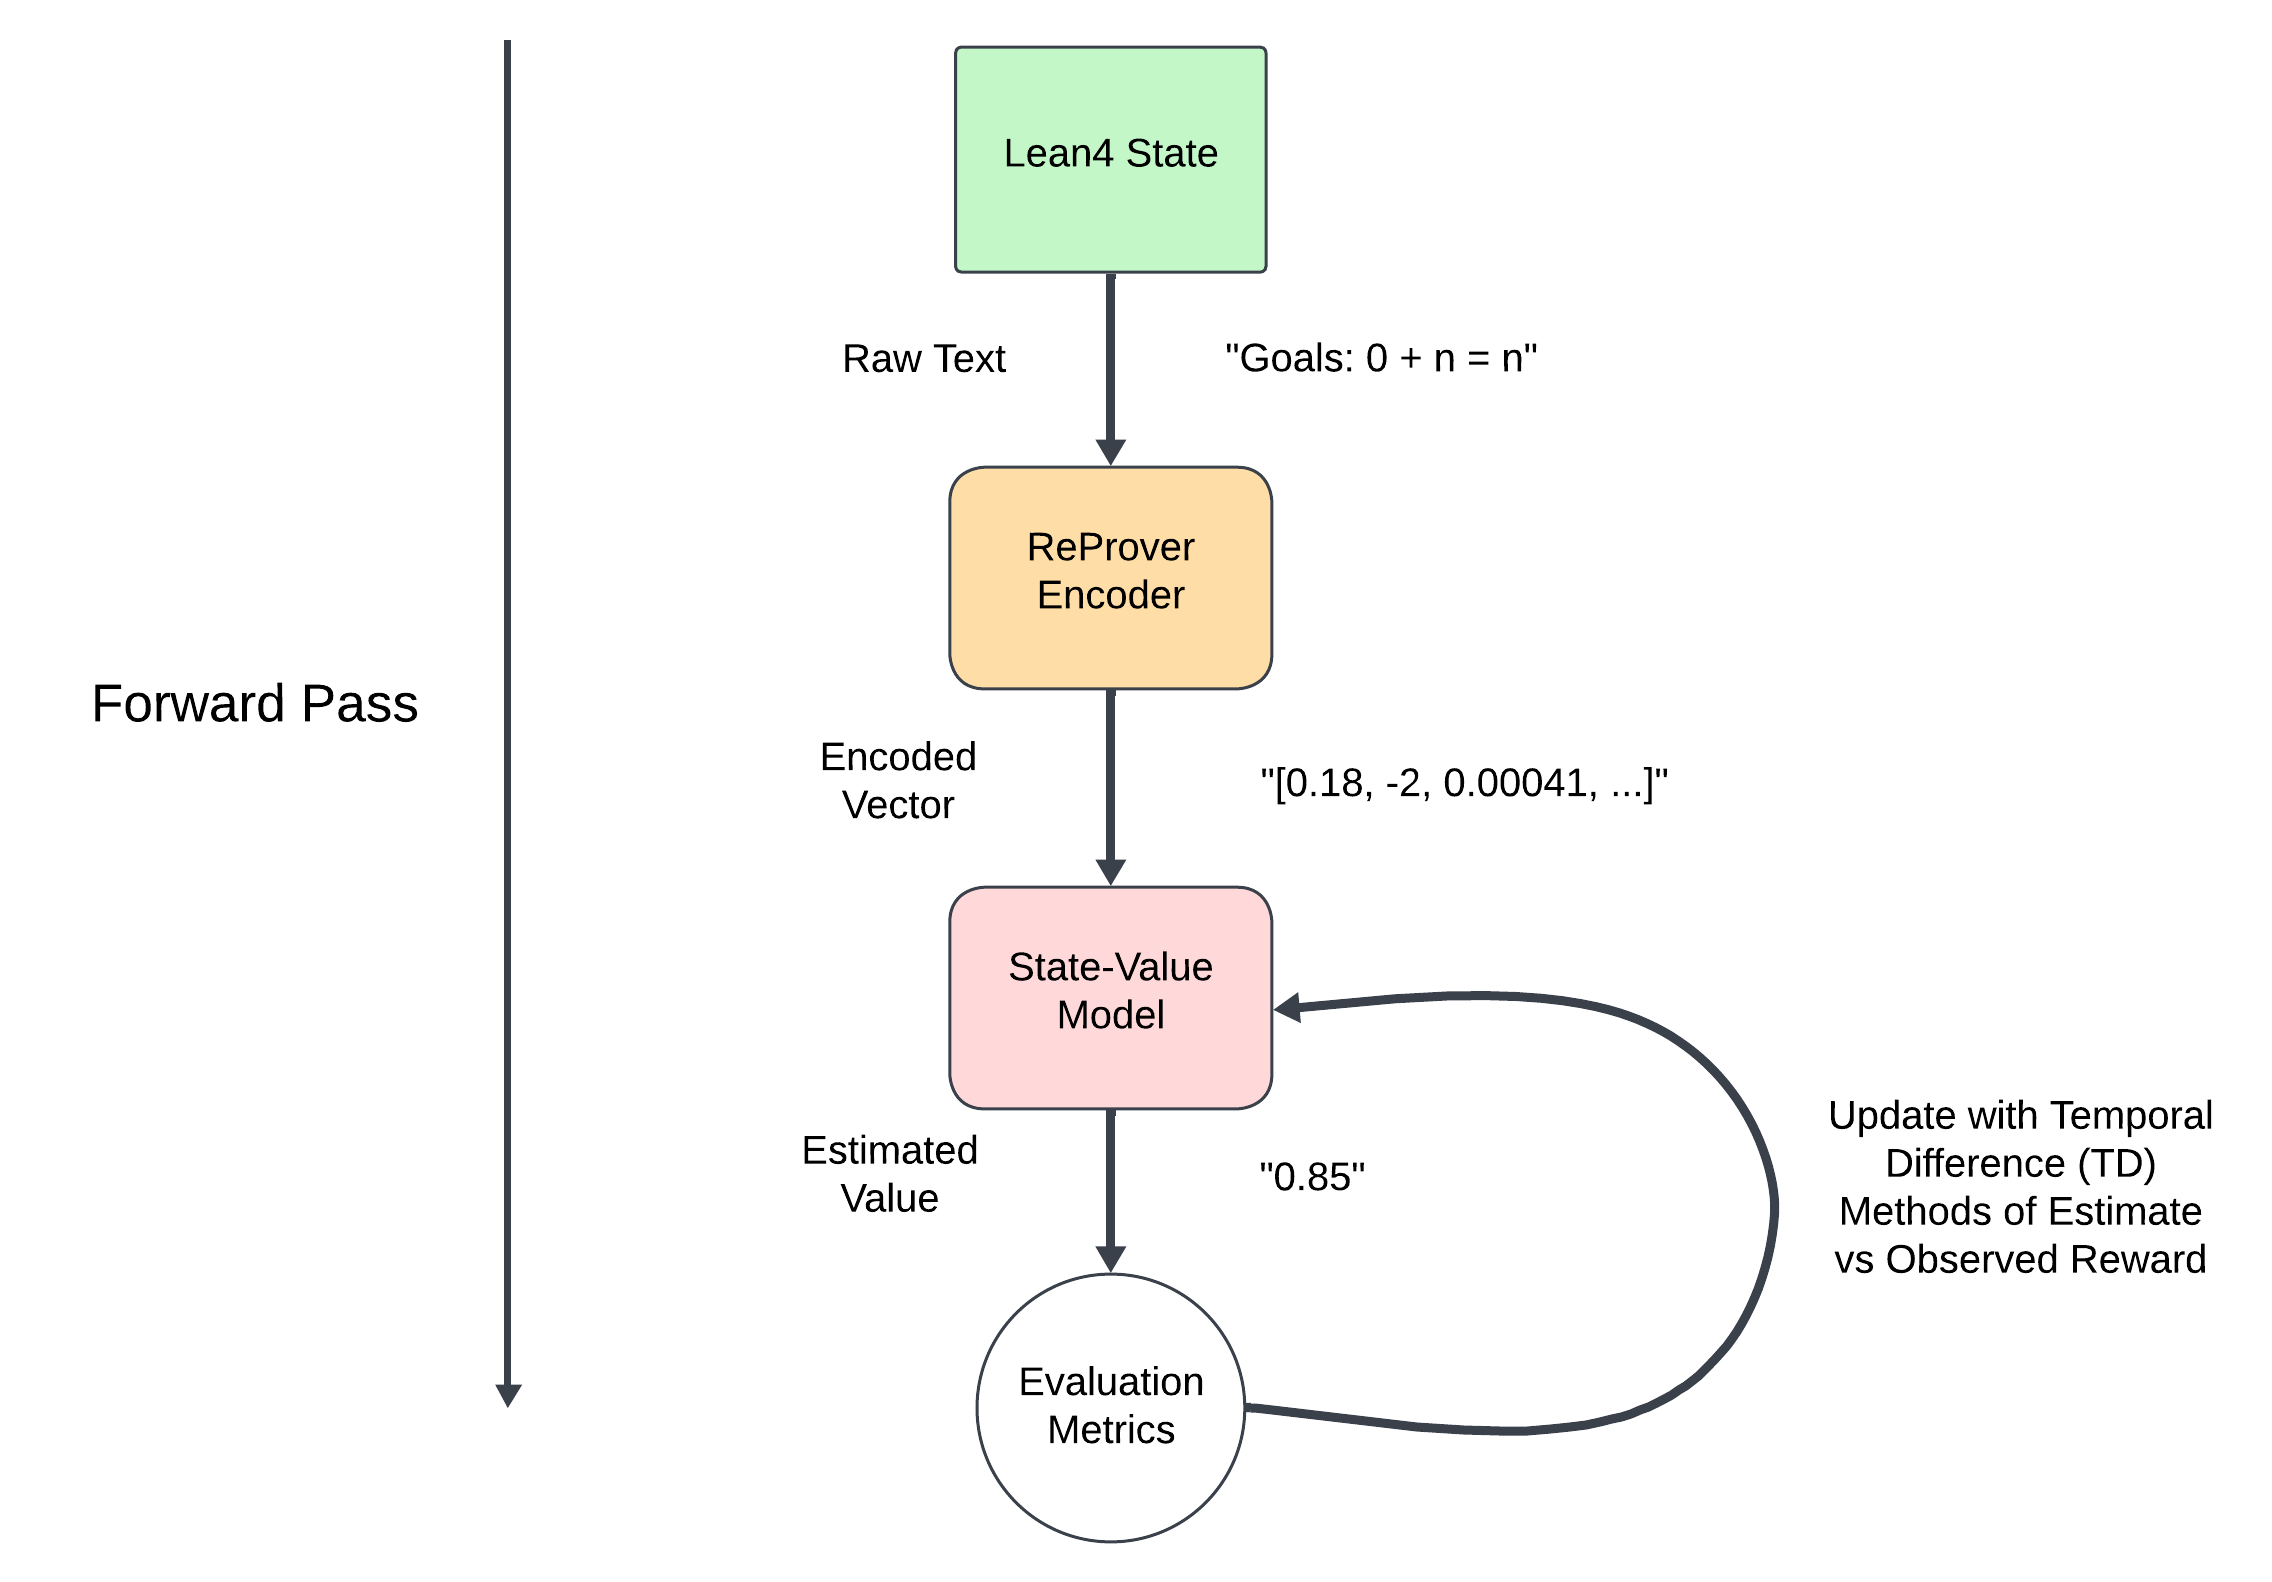 Lean4 State
Raw Text
"Goals: 0 + n = n"
ReProver
Encoder
Forward Pass
Encoded
Vector
"[0.18, -2, 0.00041, ...]"
State-Value
Model
Estimated
Value
"0.85"
Update with Temporal
Difference (TD)
Methods of Estimate
vs Observed Reward
Evaluation
Metrics